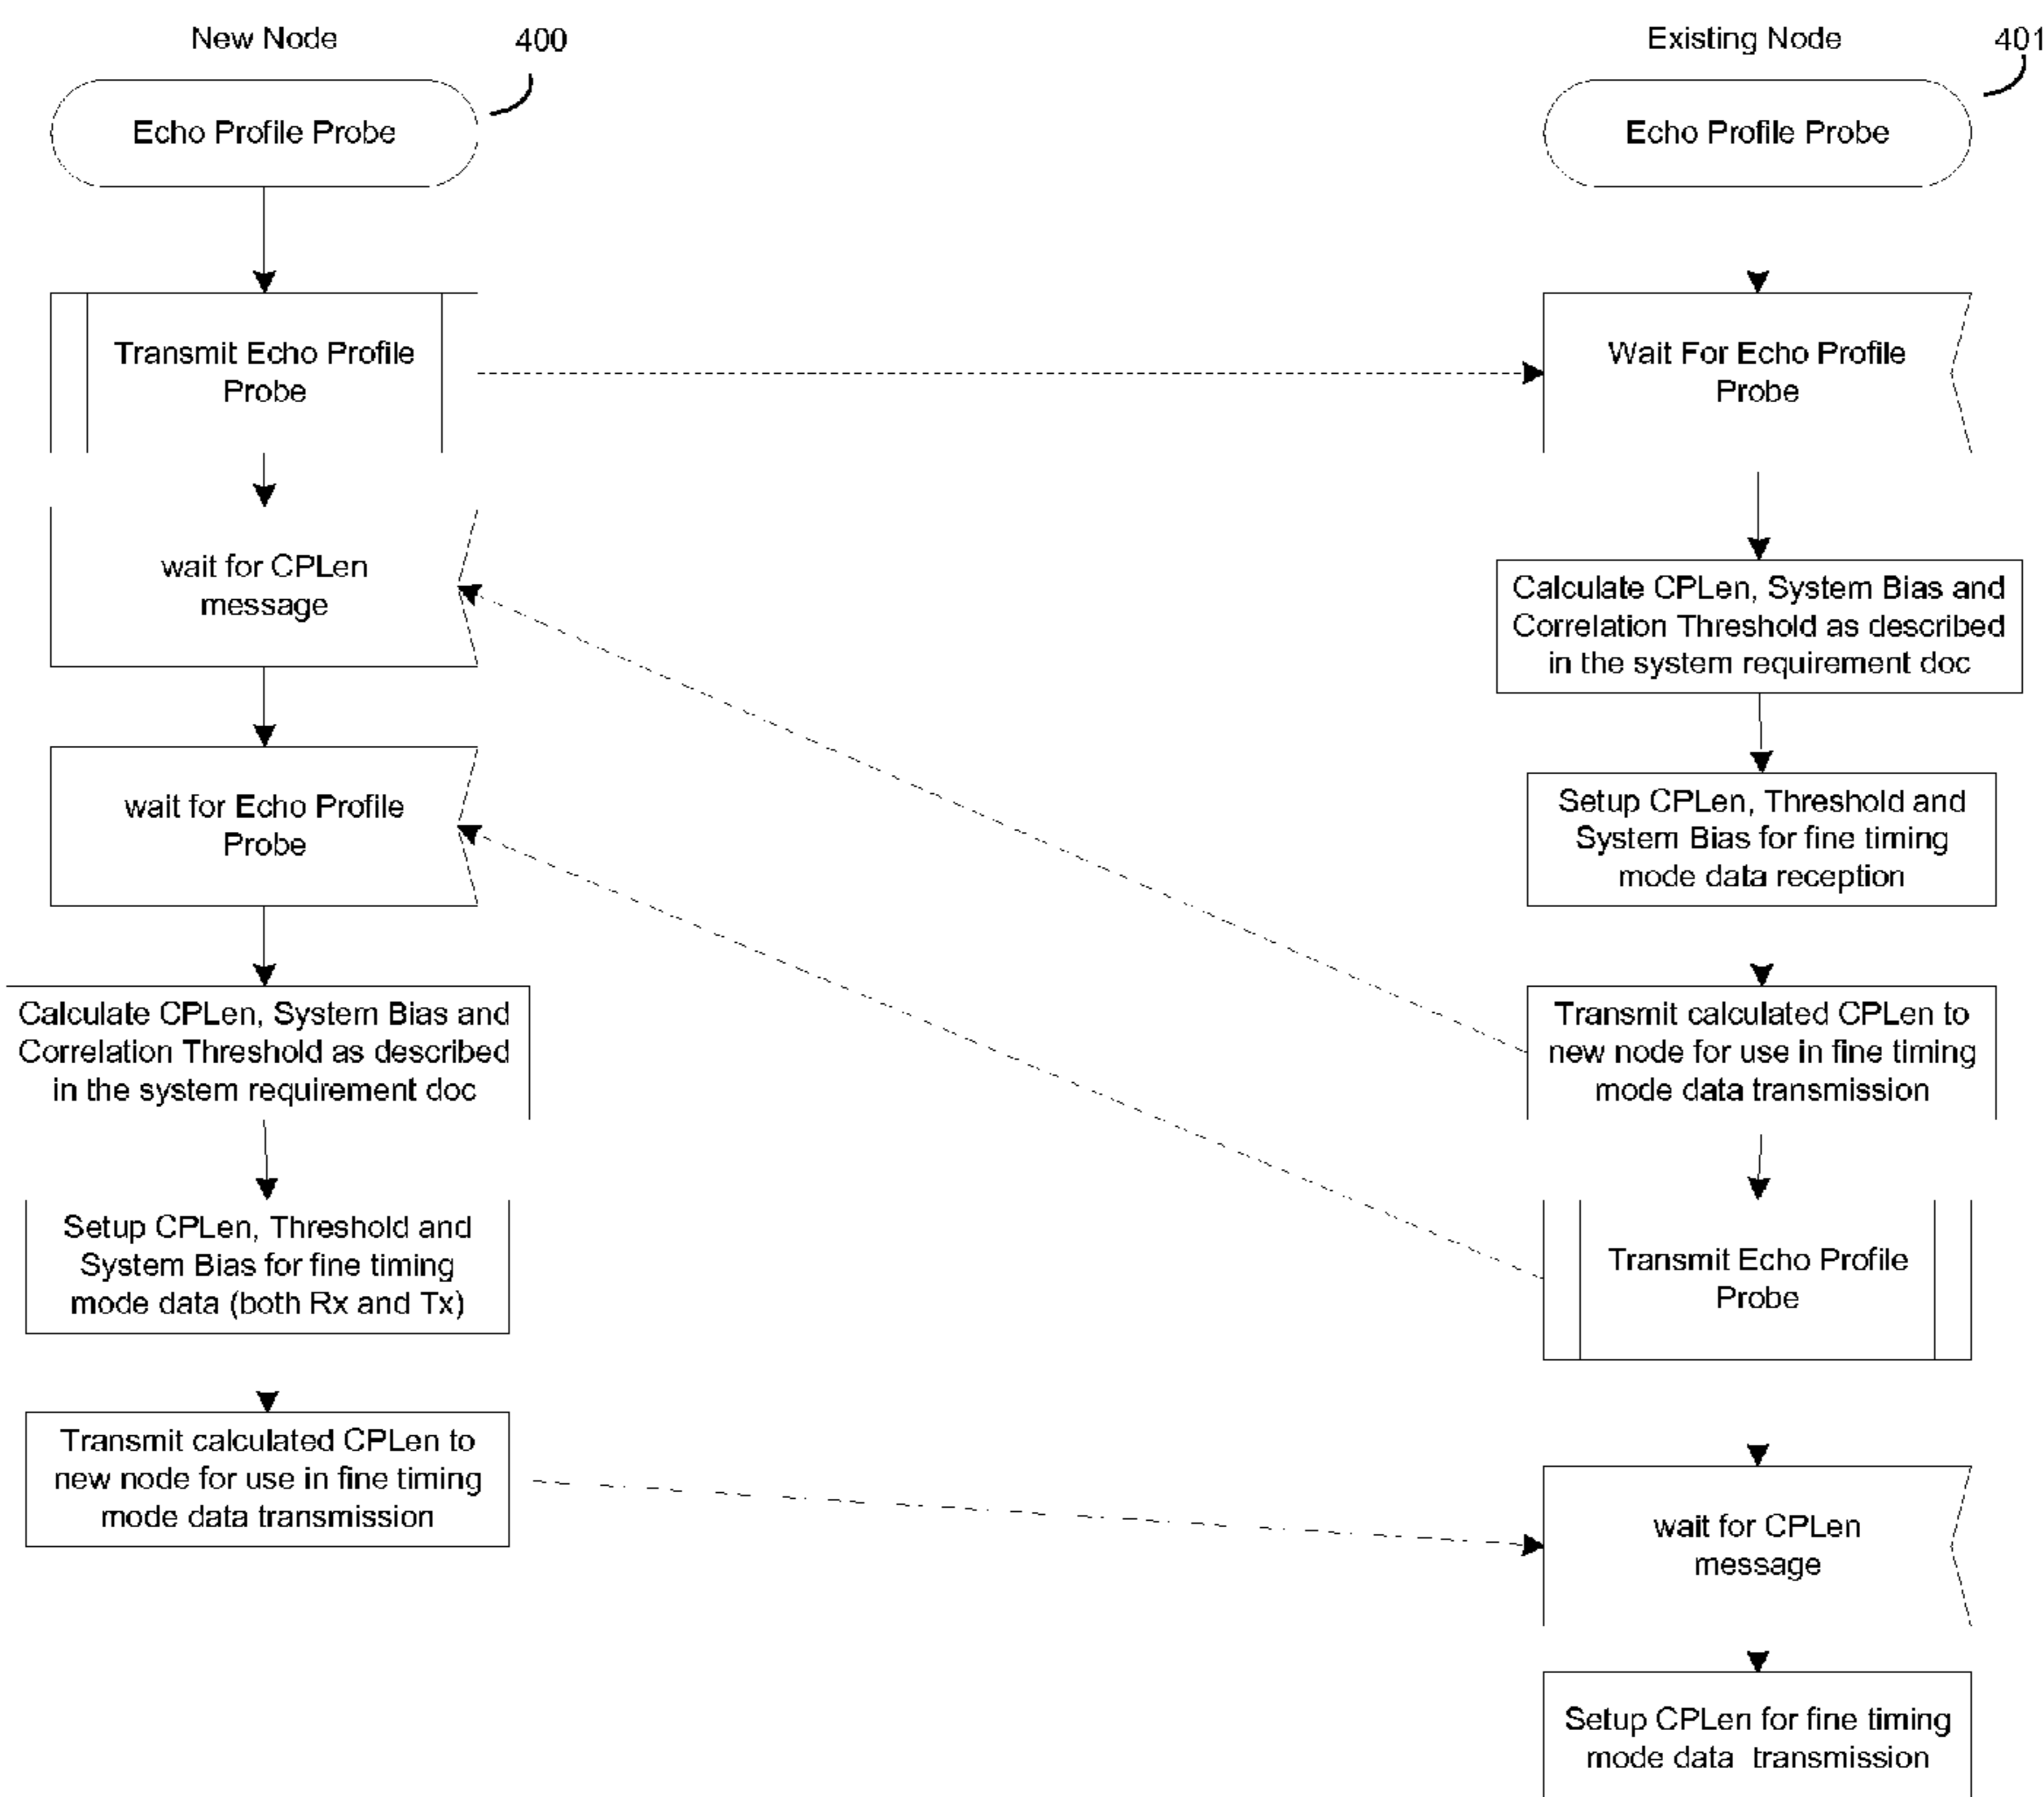 New Node
400
Echo Profile Probe
Transmit Echo Profile
Probe
wait for CPLen
message
wait for Echo Profile
Probe
Calculate CPLen, System Bias and
Correlation Threshold as described
in the system requirement doc
Setup CPLen, Threshold and
System Bias for fine timing
mode data (both Rx and Tx)
Transmit calculated CPLen to
new node for use in fine timing
mode data transmission
Existing Node
401
Echo Profile Probe
Wait For Echo Profile
Probe
Calculate CPLen, System Bias and
Correlation Threshold as described
in the system requirement doc
Setup CPLen, Threshold and
System Bias for fine timing
mode data reception
Transmit calculated CPLen to
new node for use in fine timing
mode data transmission
Transmit Echo Profile
Probe
wait for CPLen
message
Setup CPLen for fine timing
mode data transmission